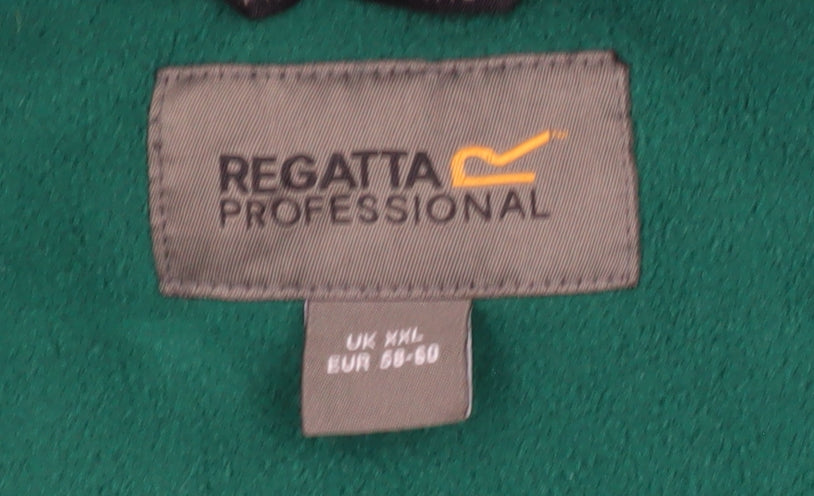 REGATTA
PROFESSIONAL
UK XXL
EUR 58-60